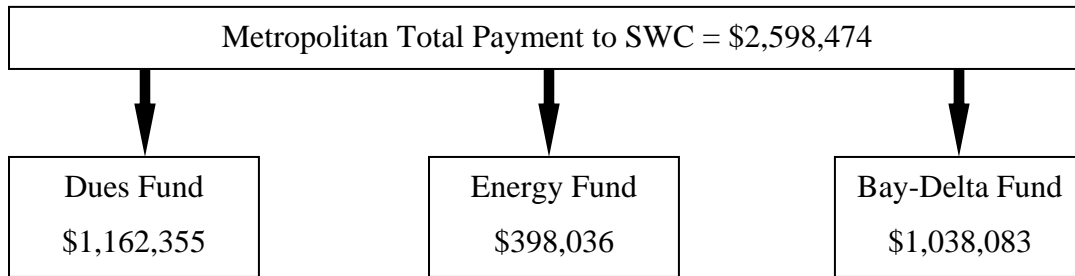 Metropolitan Total Payment to SWC = $2,598,474
Dues Fund
$1,162,355
Energy Fund
$398,036
Bay-Delta Fund
$1,038,083